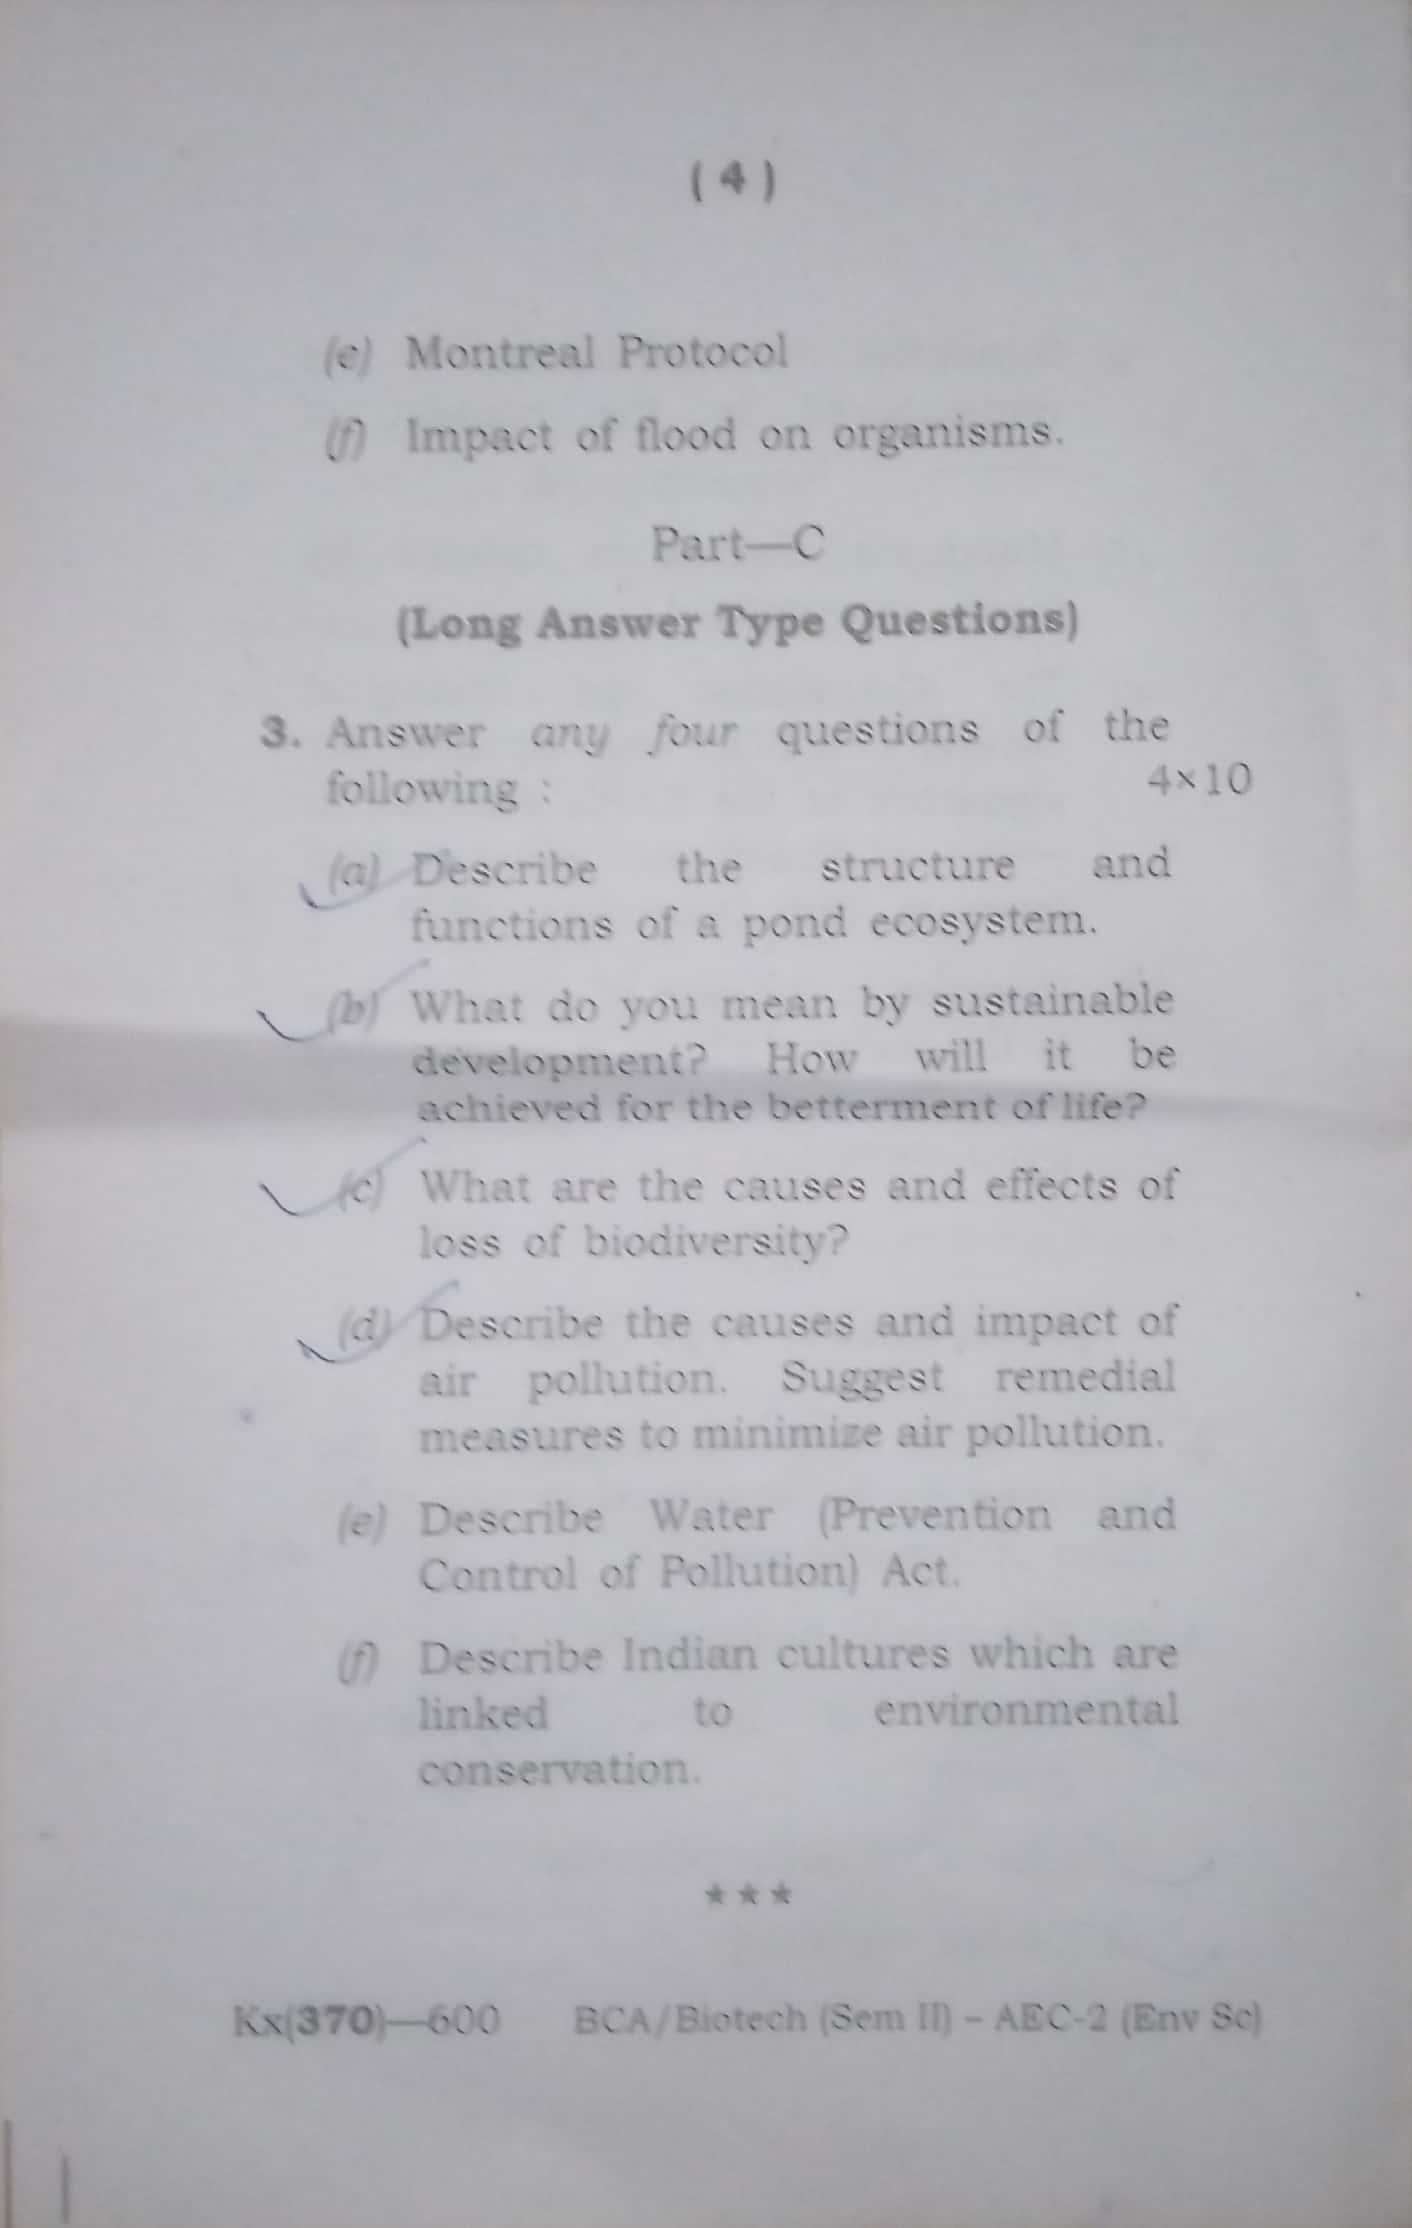 ( 4 )
(e) Montreal Protocol
(f) Impact of flood on organisms.
Part—C
(Long Answer Type Questions)
3. Answer any four questions of the
following : 4×10
(a) Describe the structure and
functions of a pond ecosystem.
(b) What do you mean by sustainable
development? How will it be
achieved for the betterment of life?
(c) What are the causes and effects of
loss of biodiversity?
(d) Describe the causes and impact of
air pollution. Suggest remedial
measures to minimize air pollution.
(e) Describe Water (Prevention and
Control of Pollution) Act.
(f) Describe Indian cultures which are
linked to environmental
conservation.
★ ★ ★
Kx(370)—600 BCA/Biotech (Sem II) – AEC-2 (Env Sc)